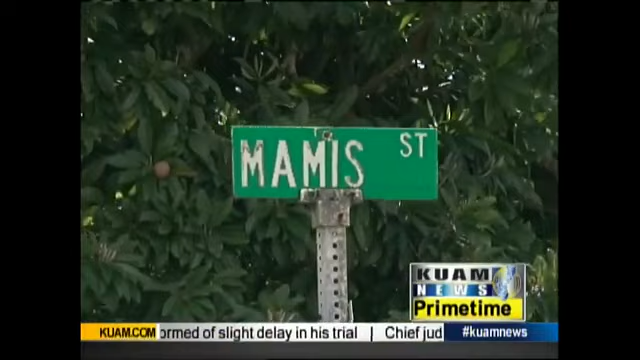 MAMIS ST
KUAM
NEWS
Primetime
KUAM.COM ormed of slight delay in his trial | Chief jud #kuamnews